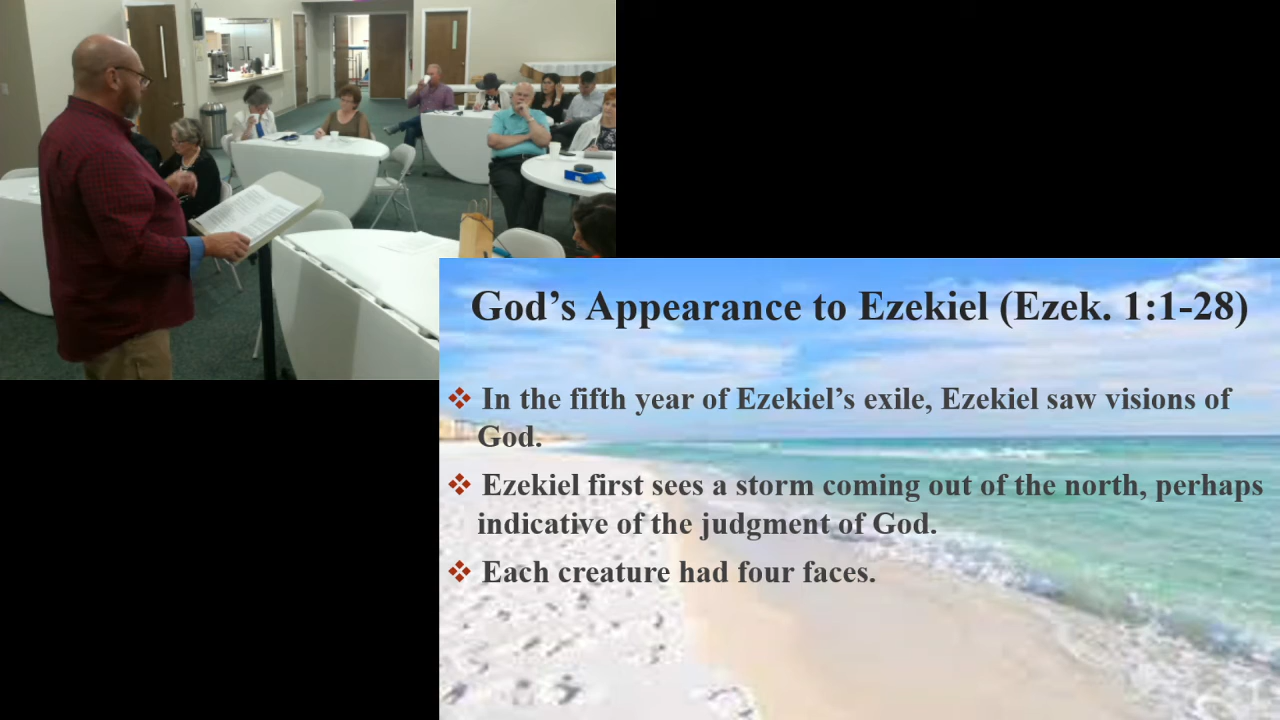 God’s Appearance to Ezekiel (Ezek. 1:1-28)
❖ In the fifth year of Ezekiel’s exile, Ezekiel saw visions of
God.
❖ Ezekiel first sees a storm coming out of the north, perhaps
indicative of the judgment of God.
❖ Each creature had four faces.